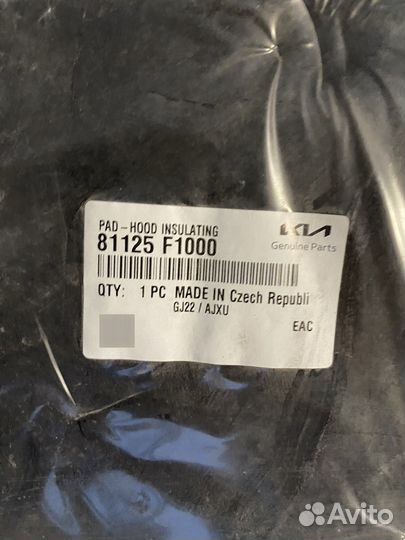 PAD-HOOD INSULATING
KIA
81125 F1000
Genuine Parts
QTY: 1 PC MADE IN Czech Republi
GJ22 / AJXU
EAC
Avito